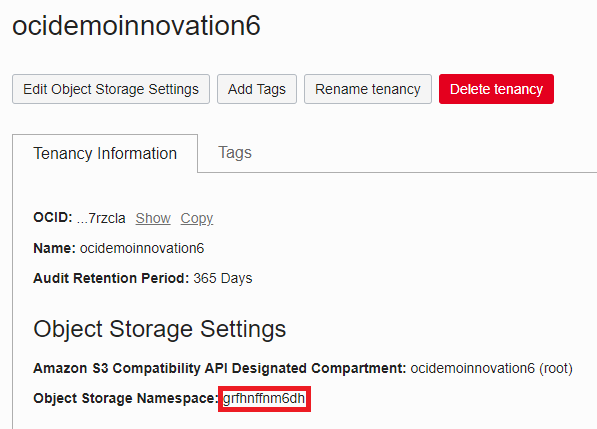 ocidemoinnovation6
Edit Object Storage Settings Add Tags Rename tenancy Delete tenancy
Tenancy Information Tags
OCID: ...7rzcla Show Copy
Name: ocidemoinnovation6
Audit Retention Period: 365 Days
Object Storage Settings
Amazon S3 Compatibility API Designated Compartment: ocidemoinnovation6 (root)
Object Storage Namespace: grfhnffnm6dh